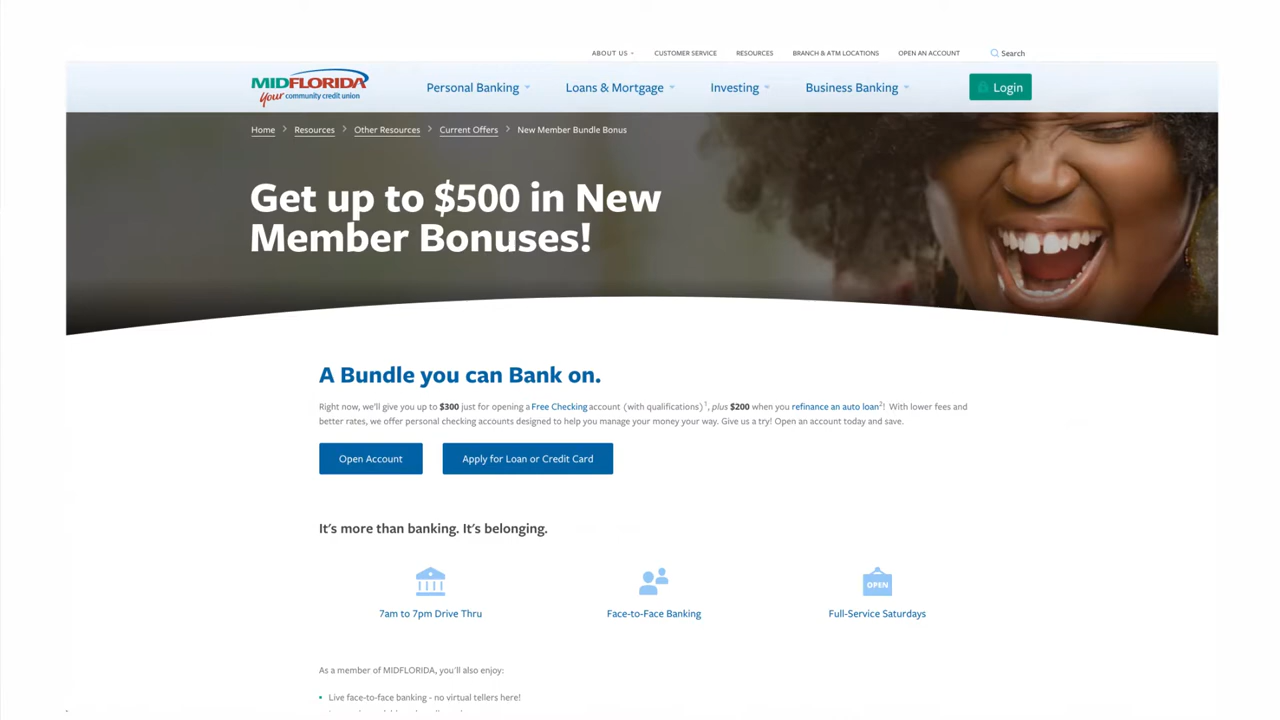 ABOUT US
CUSTOMER SERVICE
RESOURCES
BRANCH & ATM LOCATIONS
OPEN AN ACCOUNT
Search
MIDFLORIDA
Your community credit union
Personal Banking
Loans & Mortgage
Investing
Business Banking
Login
Home > Resources > Other Resources > Current Offers > New Member Bundle Bonus
Get up to $500 in New
Member Bonuses!
A Bundle you can Bank on.
Right now, we'll give you up to $300 just for opening a Free Checking account (with qualifications)1, plus $200 when you refinance an auto loan2! With lower fees and
better rates, we offer personal checking accounts designed to help you manage your money your way. Give us a try! Open an account today and save.
Open Account
Apply for Loan or Credit Card
It's more than banking. It's belonging.
OPEN
7am to 7pm Drive Thru
Face-to-Face Banking
Full-Service Saturdays
As a member of MIDFLORIDA, you'll also enjoy:
• Live face-to-face banking - no virtual tellers here!